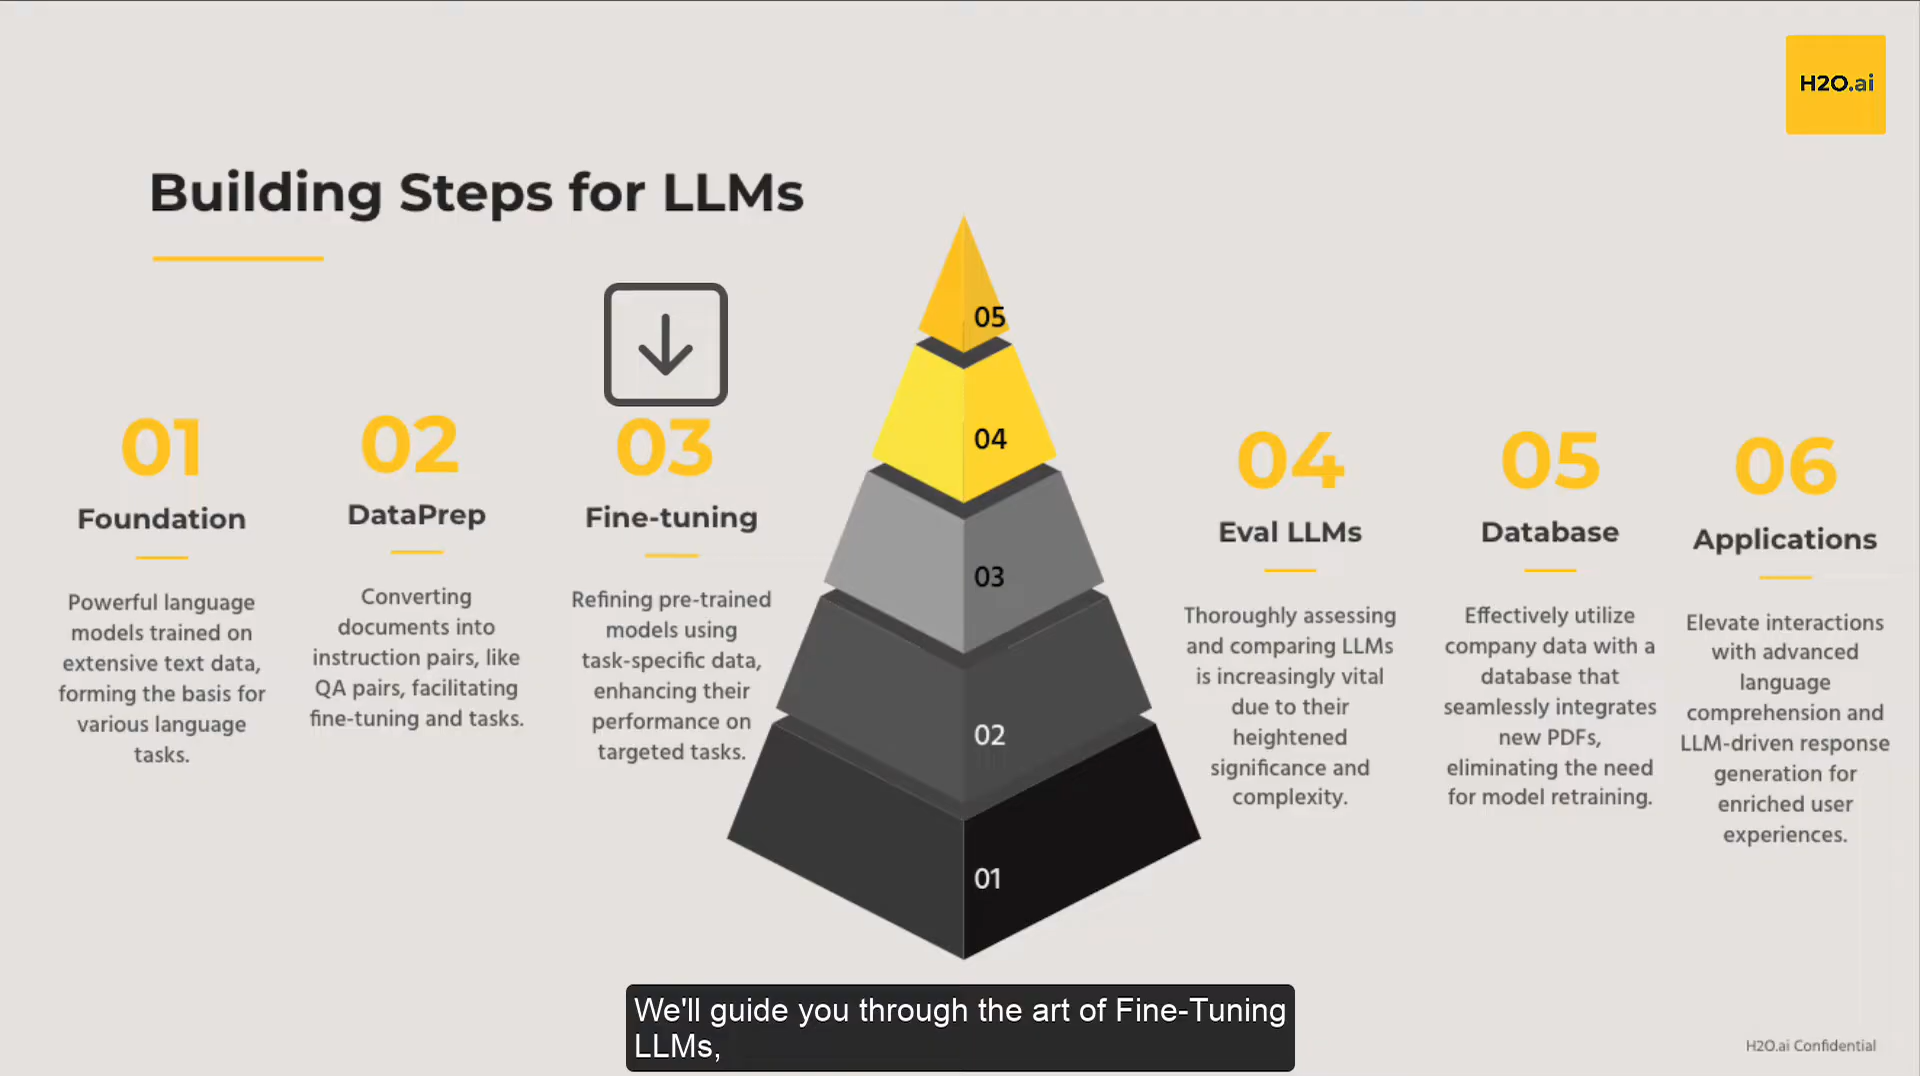 H2O.ai
Building Steps for LLMs
01
Foundation
Powerful language
models trained on
extensive text data,
forming the basis for
various language
tasks.
02
DataPrep
Converting
documents into
instruction pairs, like
QA pairs, facilitating
fine-tuning and tasks.
03
Fine-tuning
Refining pre-trained
models using
task-specific data,
enhancing their
performance on
targeted tasks.
05
04
03
02
01
04
Eval LLMs
Thoroughly assessing
and comparing LLMs
is increasingly vital
due to their
heightened
significance and
complexity.
05
Database
Effectively utilize
company data with a
database that
seamlessly integrates
new PDFs,
eliminating the need
for model retraining.
06
Applications
Elevate interactions
with advanced
language
comprehension and
LLM-driven response
generation for
enriched user
experiences.
We'll guide you through the art of Fine-Tuning
LLMs,
H2O.ai Confidential